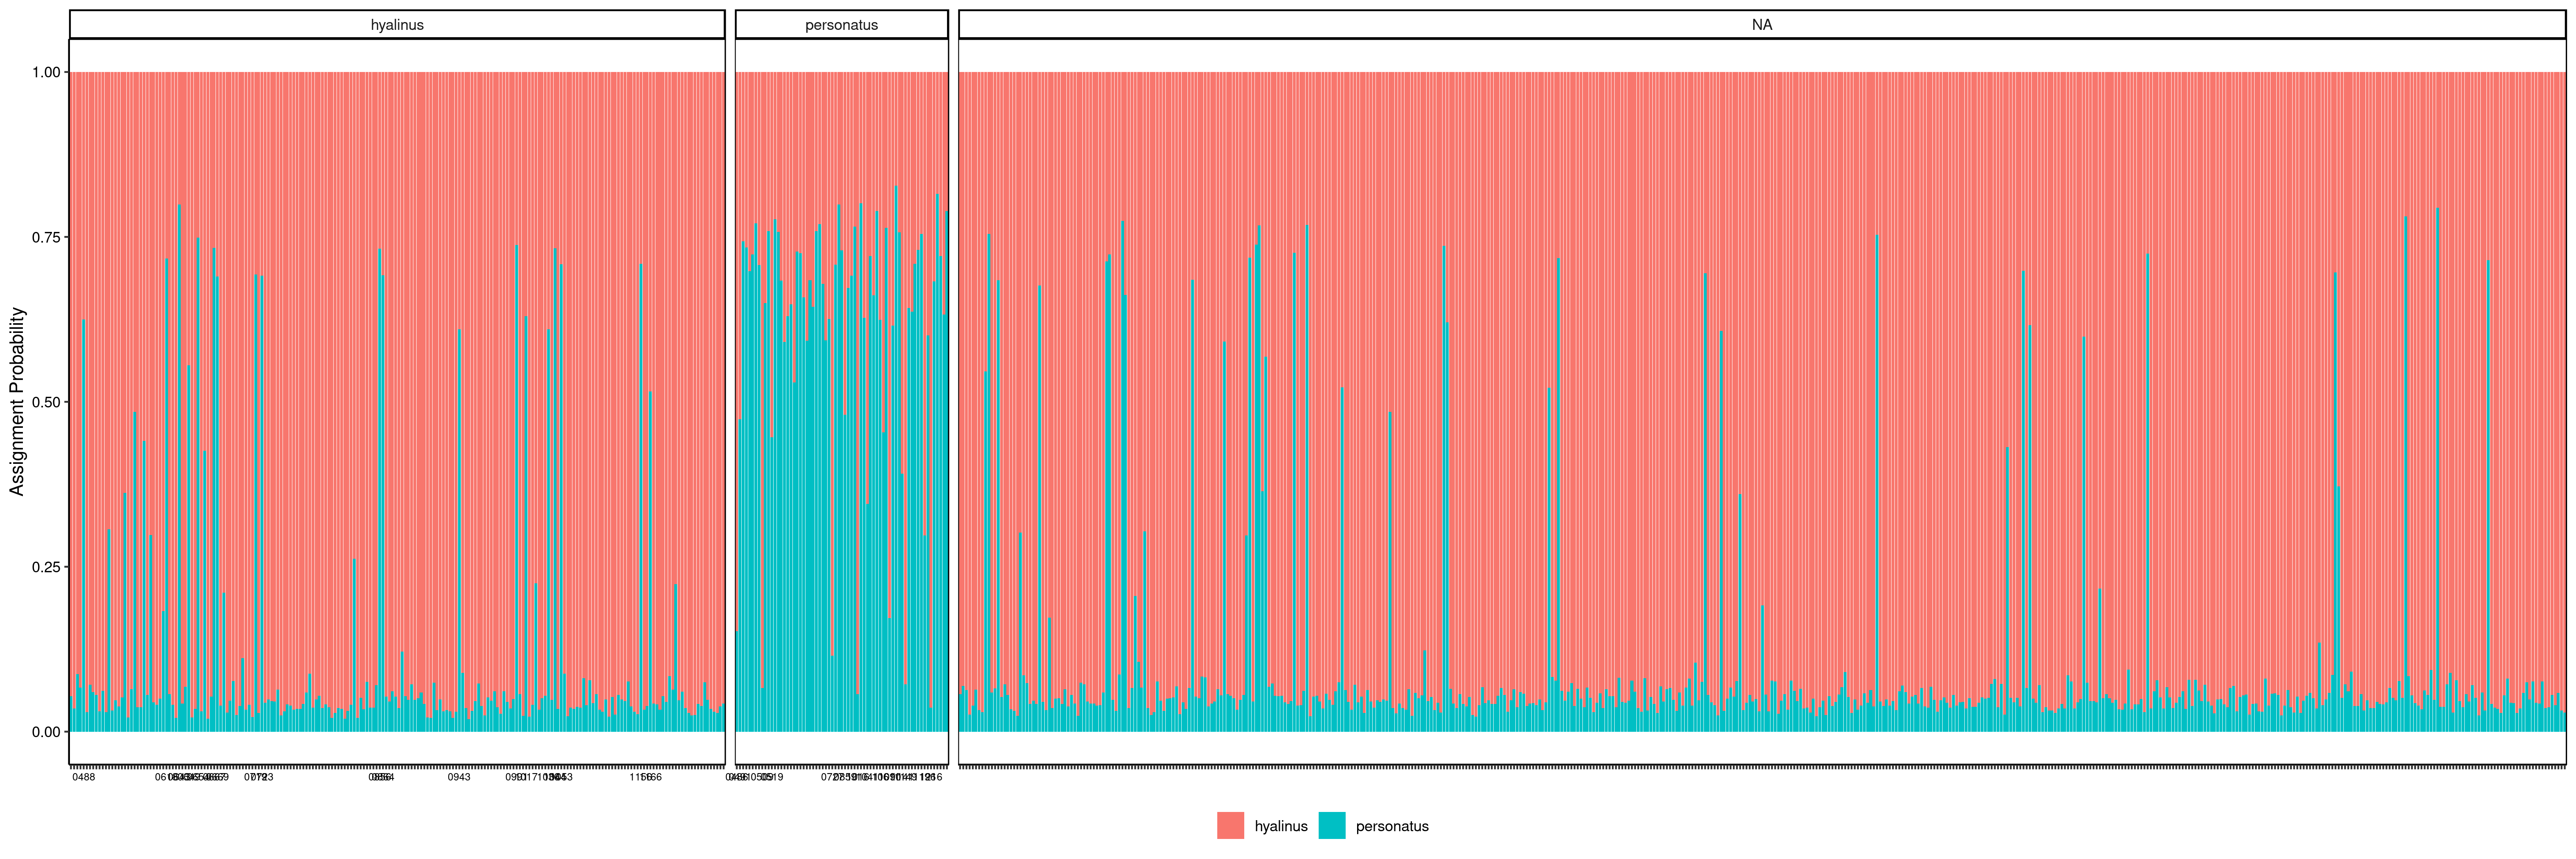 hyalinus personatus NA
Assignment Probability
1.00
0.75
0.50
0.25
0.00
0488 0943
hyalinus personatus